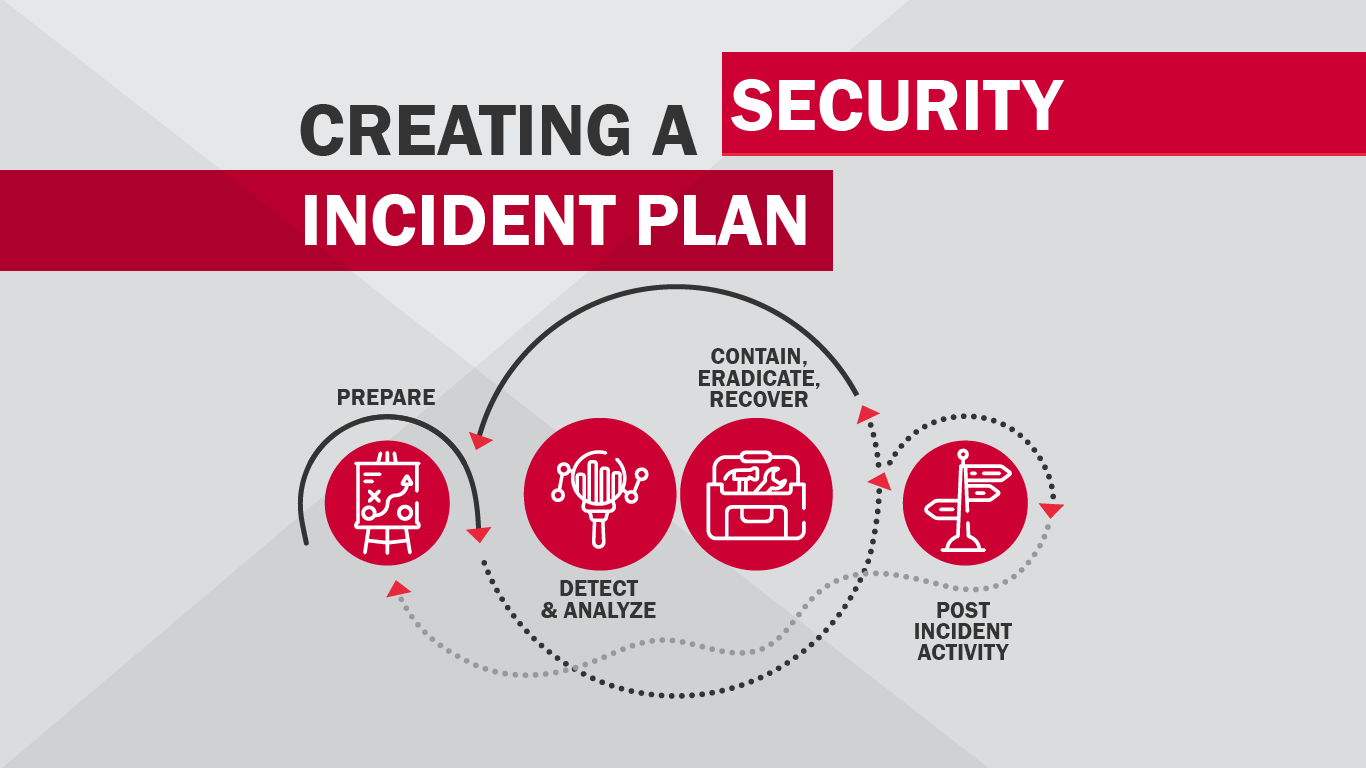 CREATING A SECURITY
INCIDENT PLAN
PREPARE
DETECT
& ANALYZE
CONTAIN,
ERADICATE,
RECOVER
POST
INCIDENT
ACTIVITY